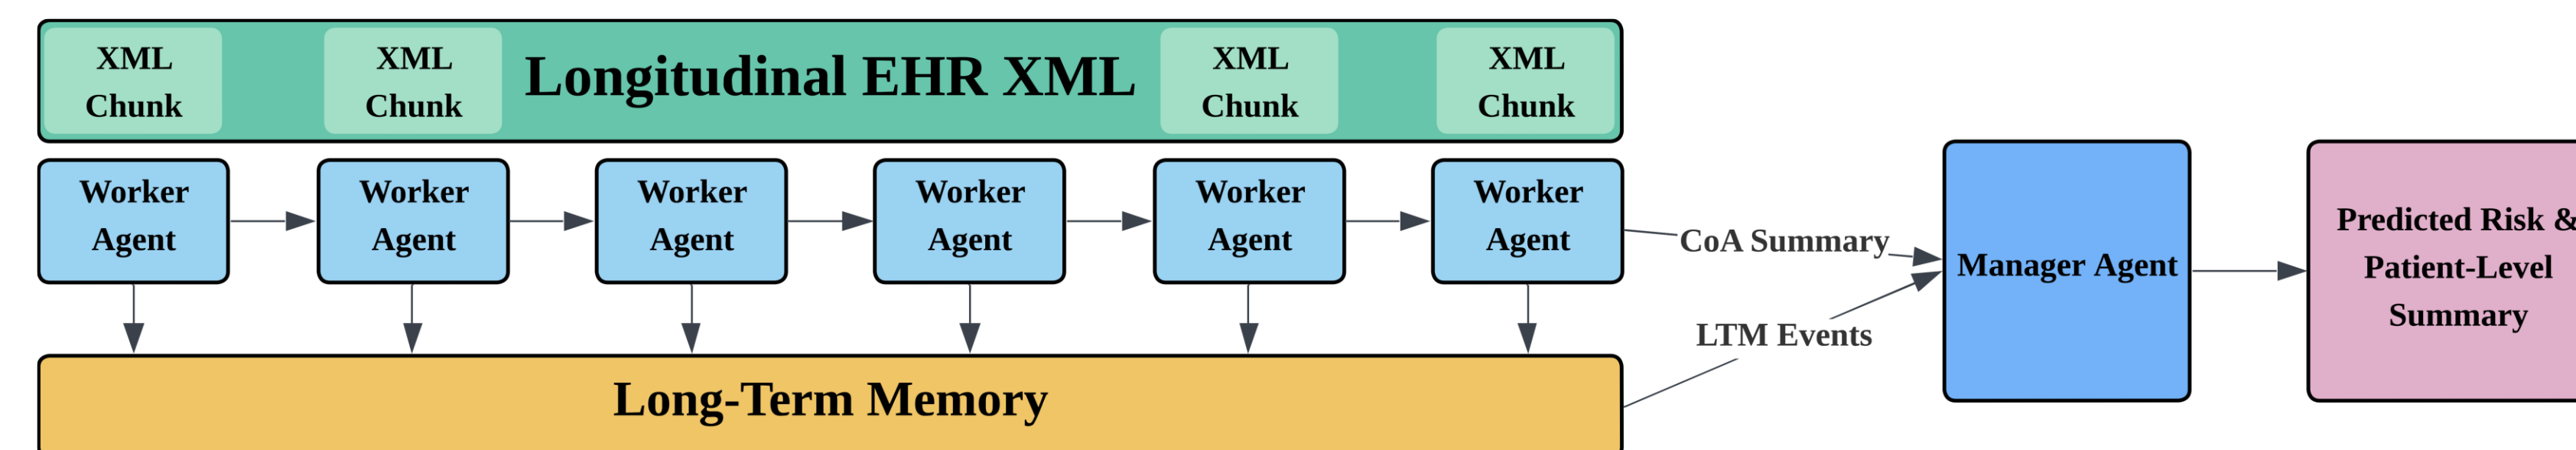 XML
Chunk
XML
Chunk
Longitudinal EHR XML
XML
Chunk
XML
Chunk
Worker
Agent
Worker
Agent
Worker
Agent
Worker
Agent
Worker
Agent
Worker
Agent
CoA Summary
LTM Events
Manager Agent
Predicted Risk &
Patient-Level
Summary
Long-Term Memory